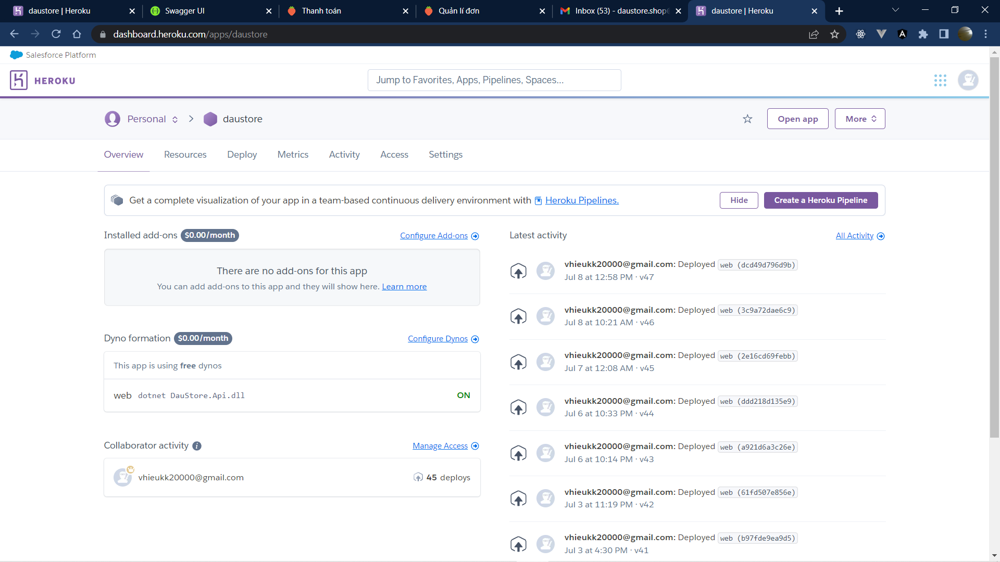 daustore | Heroku
Swagger UI
Thanh toán
Quản lí đơn
Inbox (53) - daustore.shop@
daustore | Heroku
dashboard.heroku.com/apps/daustore
Salesforce Platform
HEROKU
Jump to Favorites, Apps, Pipelines, Spaces...
Personal
daustore
Open app
More
Overview
Resources
Deploy
Metrics
Activity
Access
Settings
Get a complete visualization of your app in a team-based continuous delivery environment with Heroku Pipelines.
Hide
Create a Heroku Pipeline
Installed add-ons $0.00/month
Configure Add-ons
There are no add-ons for this app
You can add add-ons to this app and they will show here. Learn more
Dyno formation $0.00/month
Configure Dynos
This app is using free dynos
web dotnet DauStore.Api.dll
ON
Collaborator activity
Manage Access
vhieukk20000@gmail.com
45 deploys
Latest activity
All Activity
vhieukk20000@gmail.com: Deployed web (dcd49d796d9b)
Jul 8 at 12:58 PM · v47
vhieukk20000@gmail.com: Deployed web (3c9a72dae6c9)
Jul 8 at 10:21 AM · v46
vhieukk20000@gmail.com: Deployed web (2e16cd69febb)
Jul 7 at 12:08 AM · v45
vhieukk20000@gmail.com: Deployed web (ddd218d135e9)
Jul 6 at 10:33 PM · v44
vhieukk20000@gmail.com: Deployed web (a921d6a3c26e)
Jul 6 at 10:14 PM · v43
vhieukk20000@gmail.com: Deployed web (61fd507e856e)
Jul 3 at 11:19 PM · v42
vhieukk20000@gmail.com: Deployed web (b97fde9ea9d5)
Jul 3 at 4:30 PM · v41